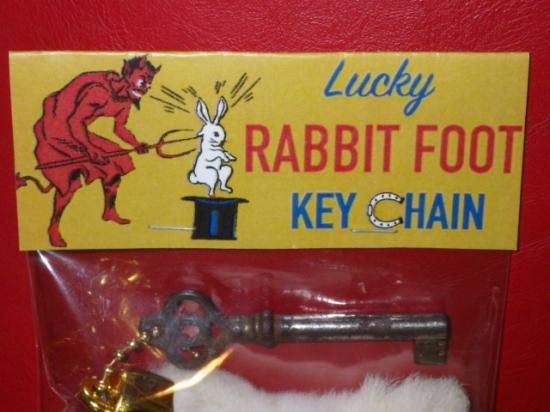 Lucky
RABBIT FOOT
KEY CHAIN